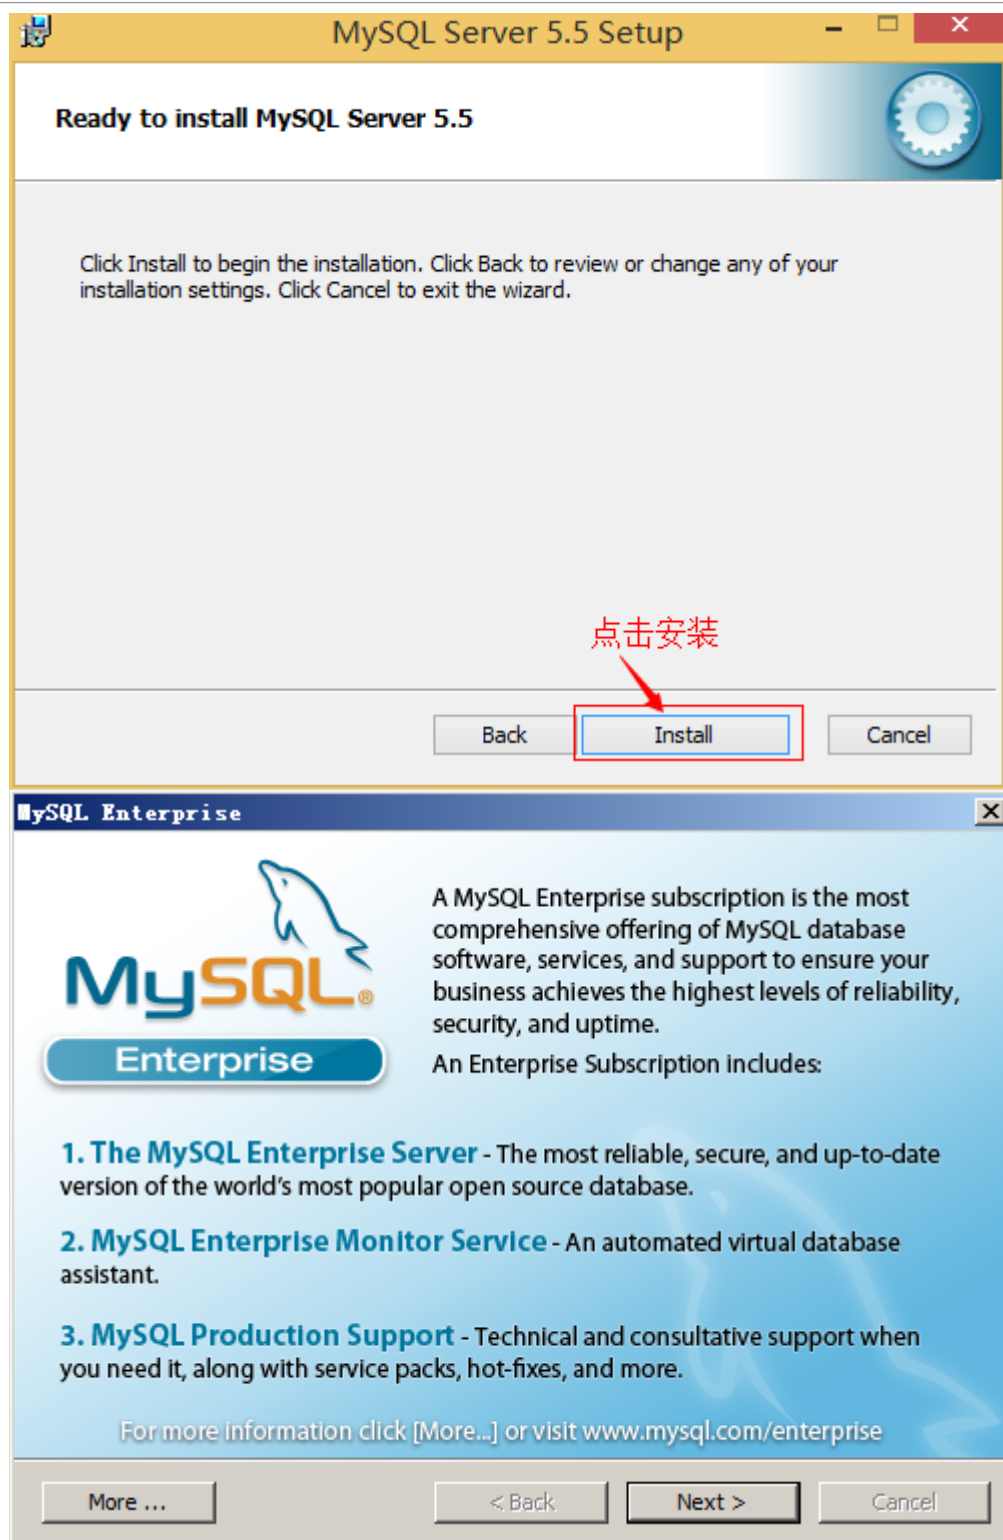 MySQL Server 5.5 Setup
Ready to install MySQL Server 5.5
Click Install to begin the installation. Click Back to review or change any of your
installation settings. Click Cancel to exit the wizard.
点击安装
Back Install Cancel
MySQL Enterprise
MySQL®
Enterprise
A MySQL Enterprise subscription is the most
comprehensive offering of MySQL database
software, services, and support to ensure your
business achieves the highest levels of reliability,
security, and uptime.
An Enterprise Subscription includes:
1. The MySQL Enterprise Server - The most reliable, secure, and up-to-date
version of the world's most popular open source database.
2. MySQL Enterprise Monitor Service - An automated virtual database
assistant.
3. MySQL Production Support - Technical and consultative support when
you need it, along with service packs, hot-fixes, and more.
For more information click [More...] or visit www.mysql.com/enterprise
More ... < Back Next > Cancel